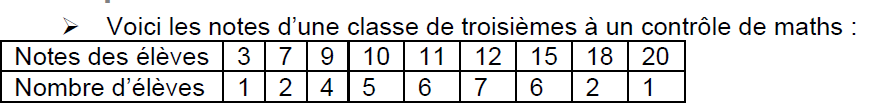 ➢ Voici les notes d'une classe de troisièmes à un contrôle de maths :
Notes des élèves 3 7 9 10 11 12 15 18 20
Nombre d'élèves 1 2 4 5 6 7 6 2 1